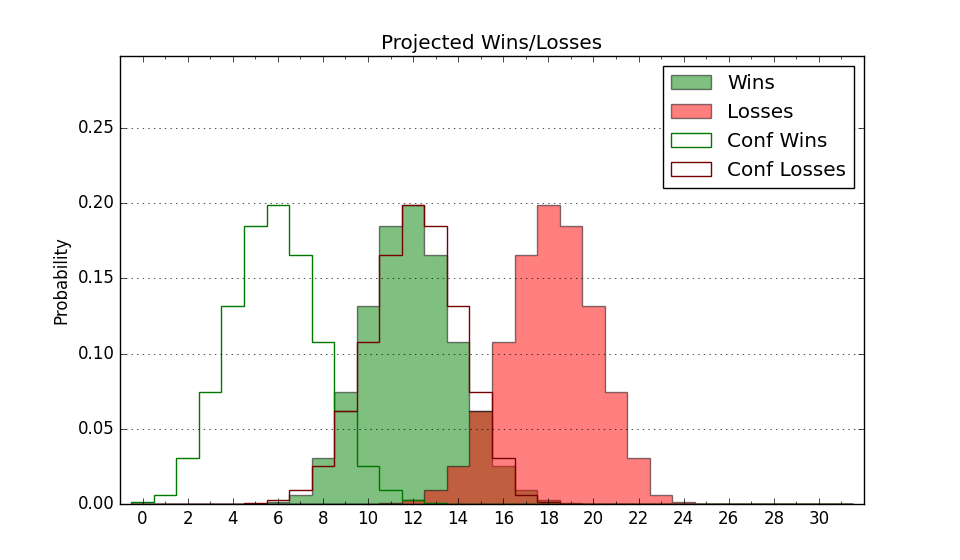 Projected Wins/Losses
Wins
Losses
Conf Wins
Conf Losses
0.25
0.20
0.15
0.10
0.05
0.00
Probability
0 2 4 6 8 10 12 14 16 18 20 22 24 26 28 30